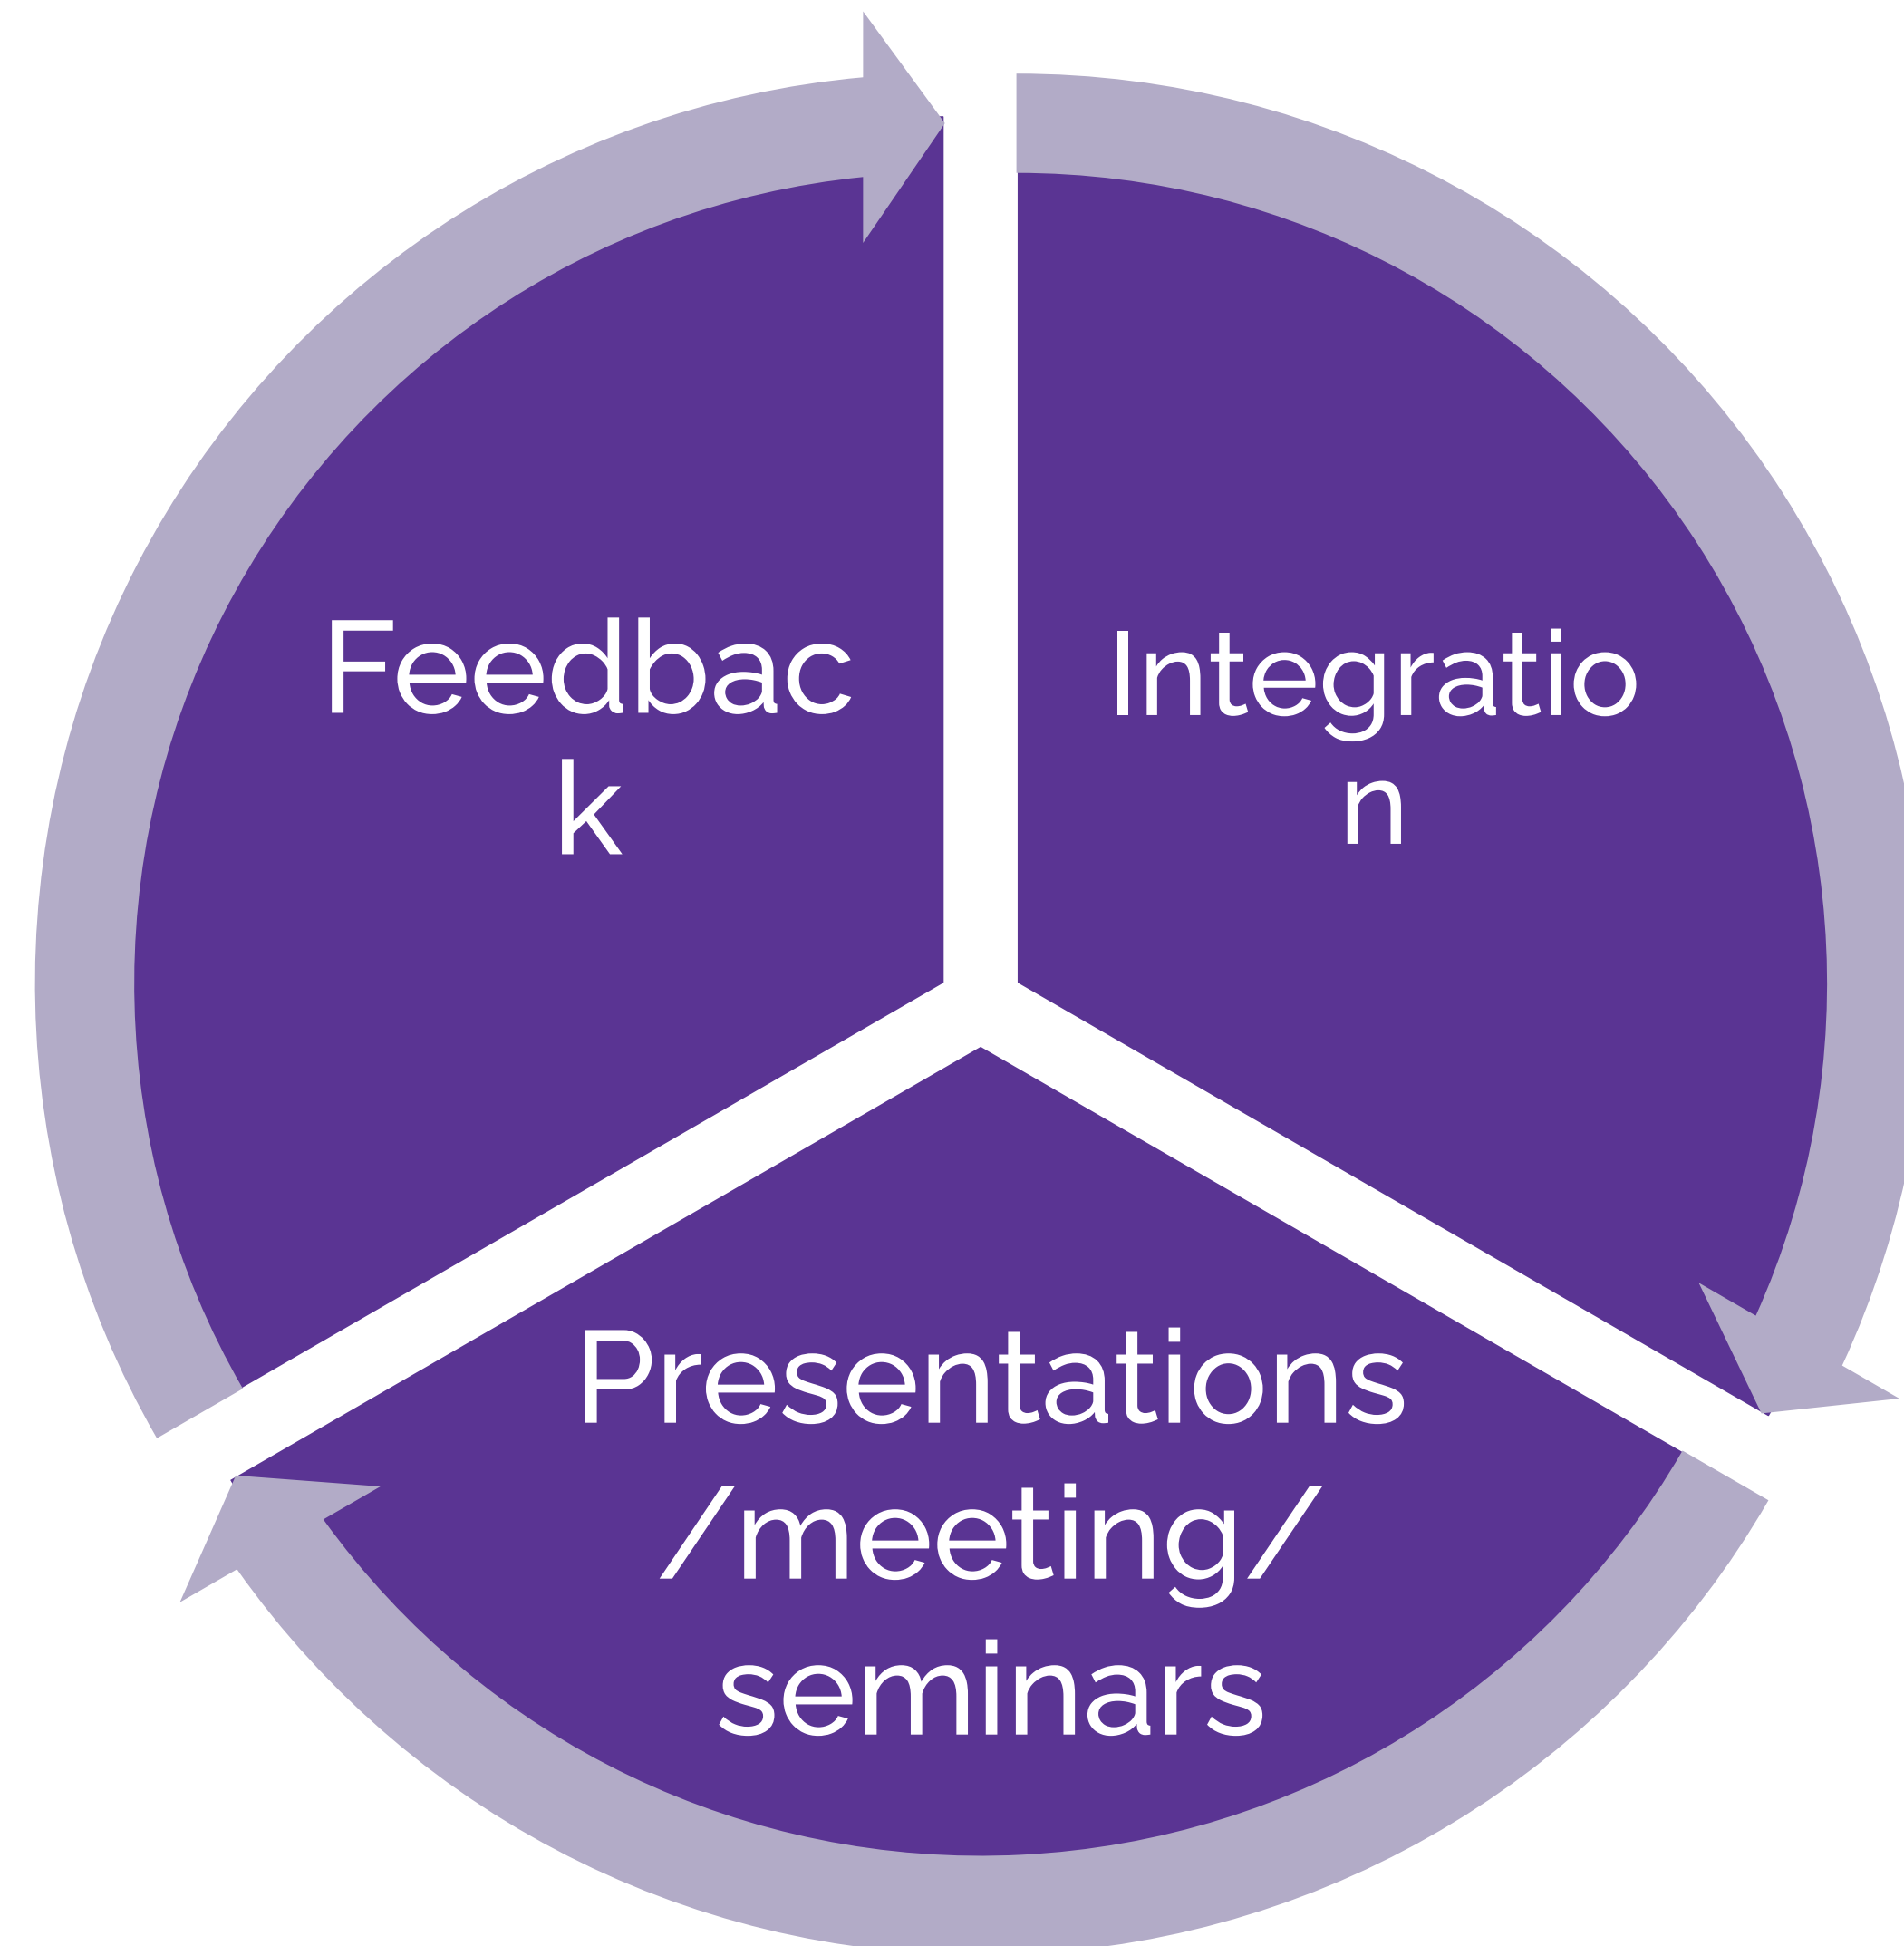 Feedbac
k
Integratio
n
Presentations
/meeting/
seminars